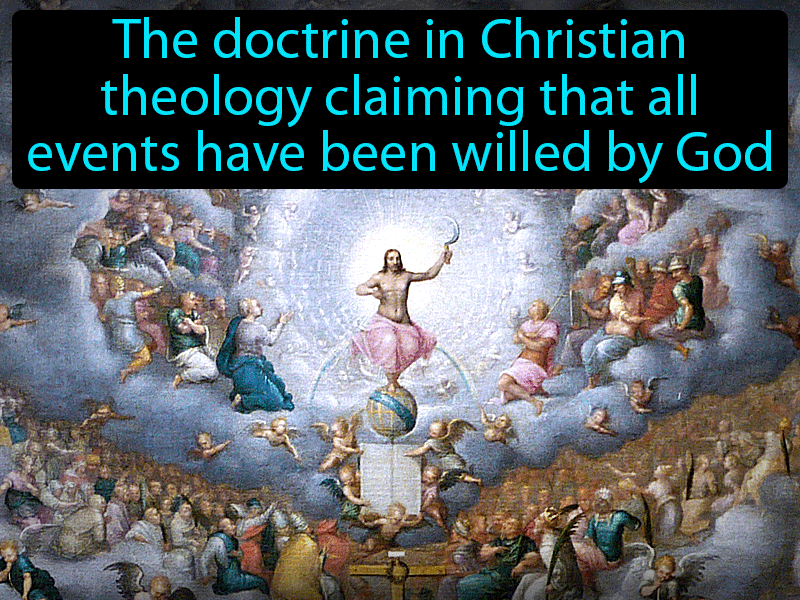 The doctrine in Christian
theology claiming that all
events have been willed by God